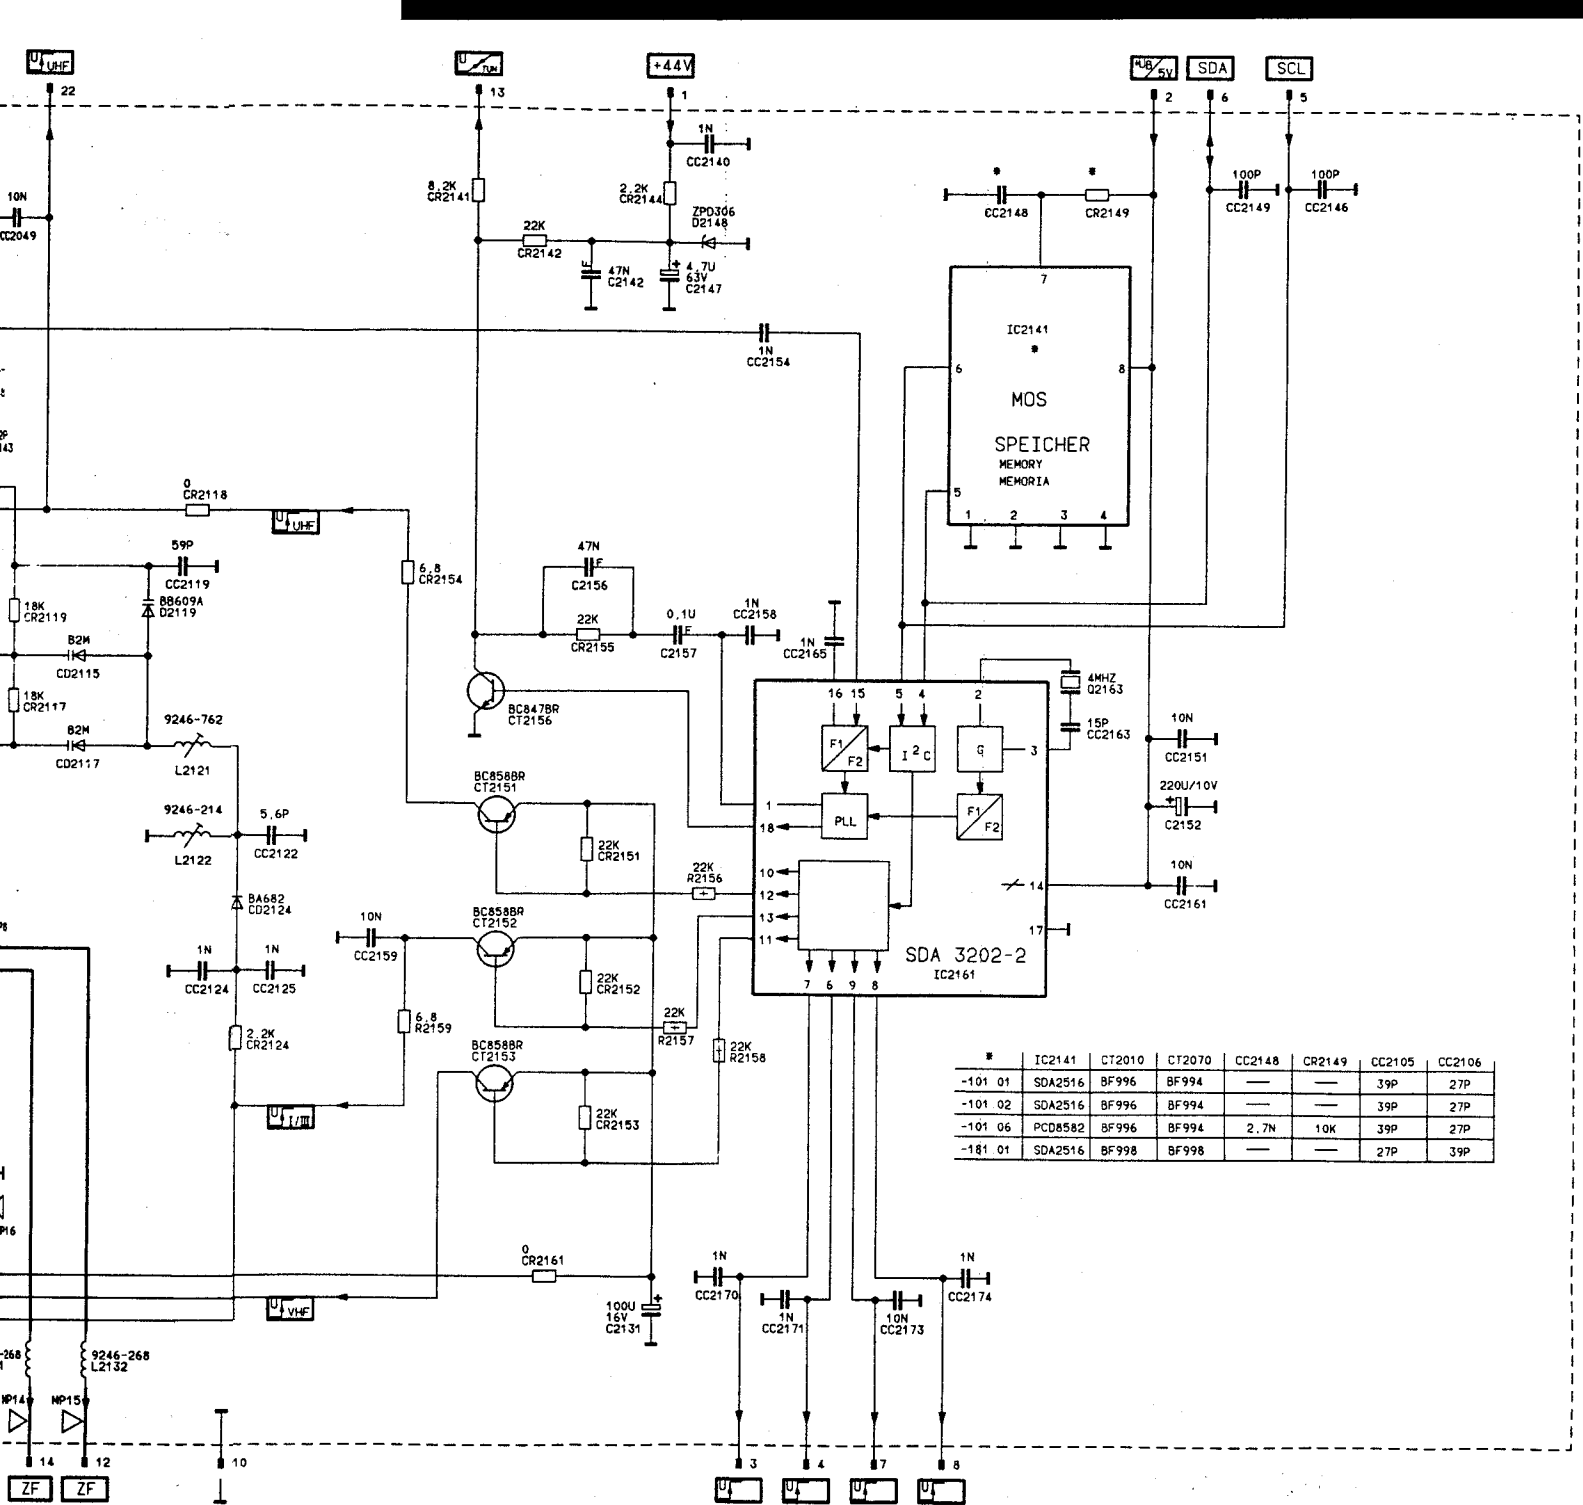 U UHF
22
U TUN
13
+44V
1
+UB/5V
2
SDA
6
SCL
5
10N
CC2049
8,2K
CR2141
1N
CC2140
2.2K
CR2144
ZPD306
D2148
22K
CR2142
F
47N
C2142
+ 4,7U
63V
C2147
*
CC2148
*
CR2149
100P
CC2149
100P
CC2146
7
IC2141
*
6
8
MOS
SPEICHER
MEMORY
MEMORIA
5
1 2 3 4
1N
CC2154
0
CR2118
U UHF
59P
CC2119
BB609A
D2119
18K
CR2119
B2M
CD2115
18K
CR2117
B2M
CD2117
9246-762
L2121
9246-214
L2122
5,6P
CC2122
BA682
CD2124
1N
CC2124
1N
CC2125
2.2K
CR2124
U I/III
6,8
CR2154
47N
F
C2156
22K
CR2155
0,1U
F
C2157
1N
CC2158
1N
CC2165
BC847BR
CT2156
BC858BR
CT2151
22K
CR2151
22K
R2156
10N
CC2159
BC858BR
CT2152
22K
CR2152
6,8
R2159
22K
R2157
22K
R2158
BC858BR
CT2153
22K
CR2153
16 15 5 4 2
4MHZ
Q2163
15P
CC2163
F1
F2
I²C
G
3
1
18
PLL
F1
F2
10
12
13
11
14
17
SDA 3202-2
IC2161
7 6 9 8
10N
CC2151
220U/10V
+
C2152
10N
CC2161
* IC2141 CT2010 CT2070 CC2148 CR2149 CC2105 CC2106
-101 01 SDA2516 BF996 BF994 — — 39P 27P
-101 02 SDA2516 BF996 BF994 — — 39P 27P
-101 06 PCD8582 BF996 BF994 2,7N 10K 39P 27P
-181 01 SDA2516 BF998 BF998 — — 27P 39P
0
CR2161
U VHF
100U
16V
C2131
+
1N
CC2170
1N
CC2171
10N
CC2173
1N
CC2174
9246-268
L2132
MP14
MP15
14
ZF
12
ZF
10
3
U
4
U
7
U
8
U